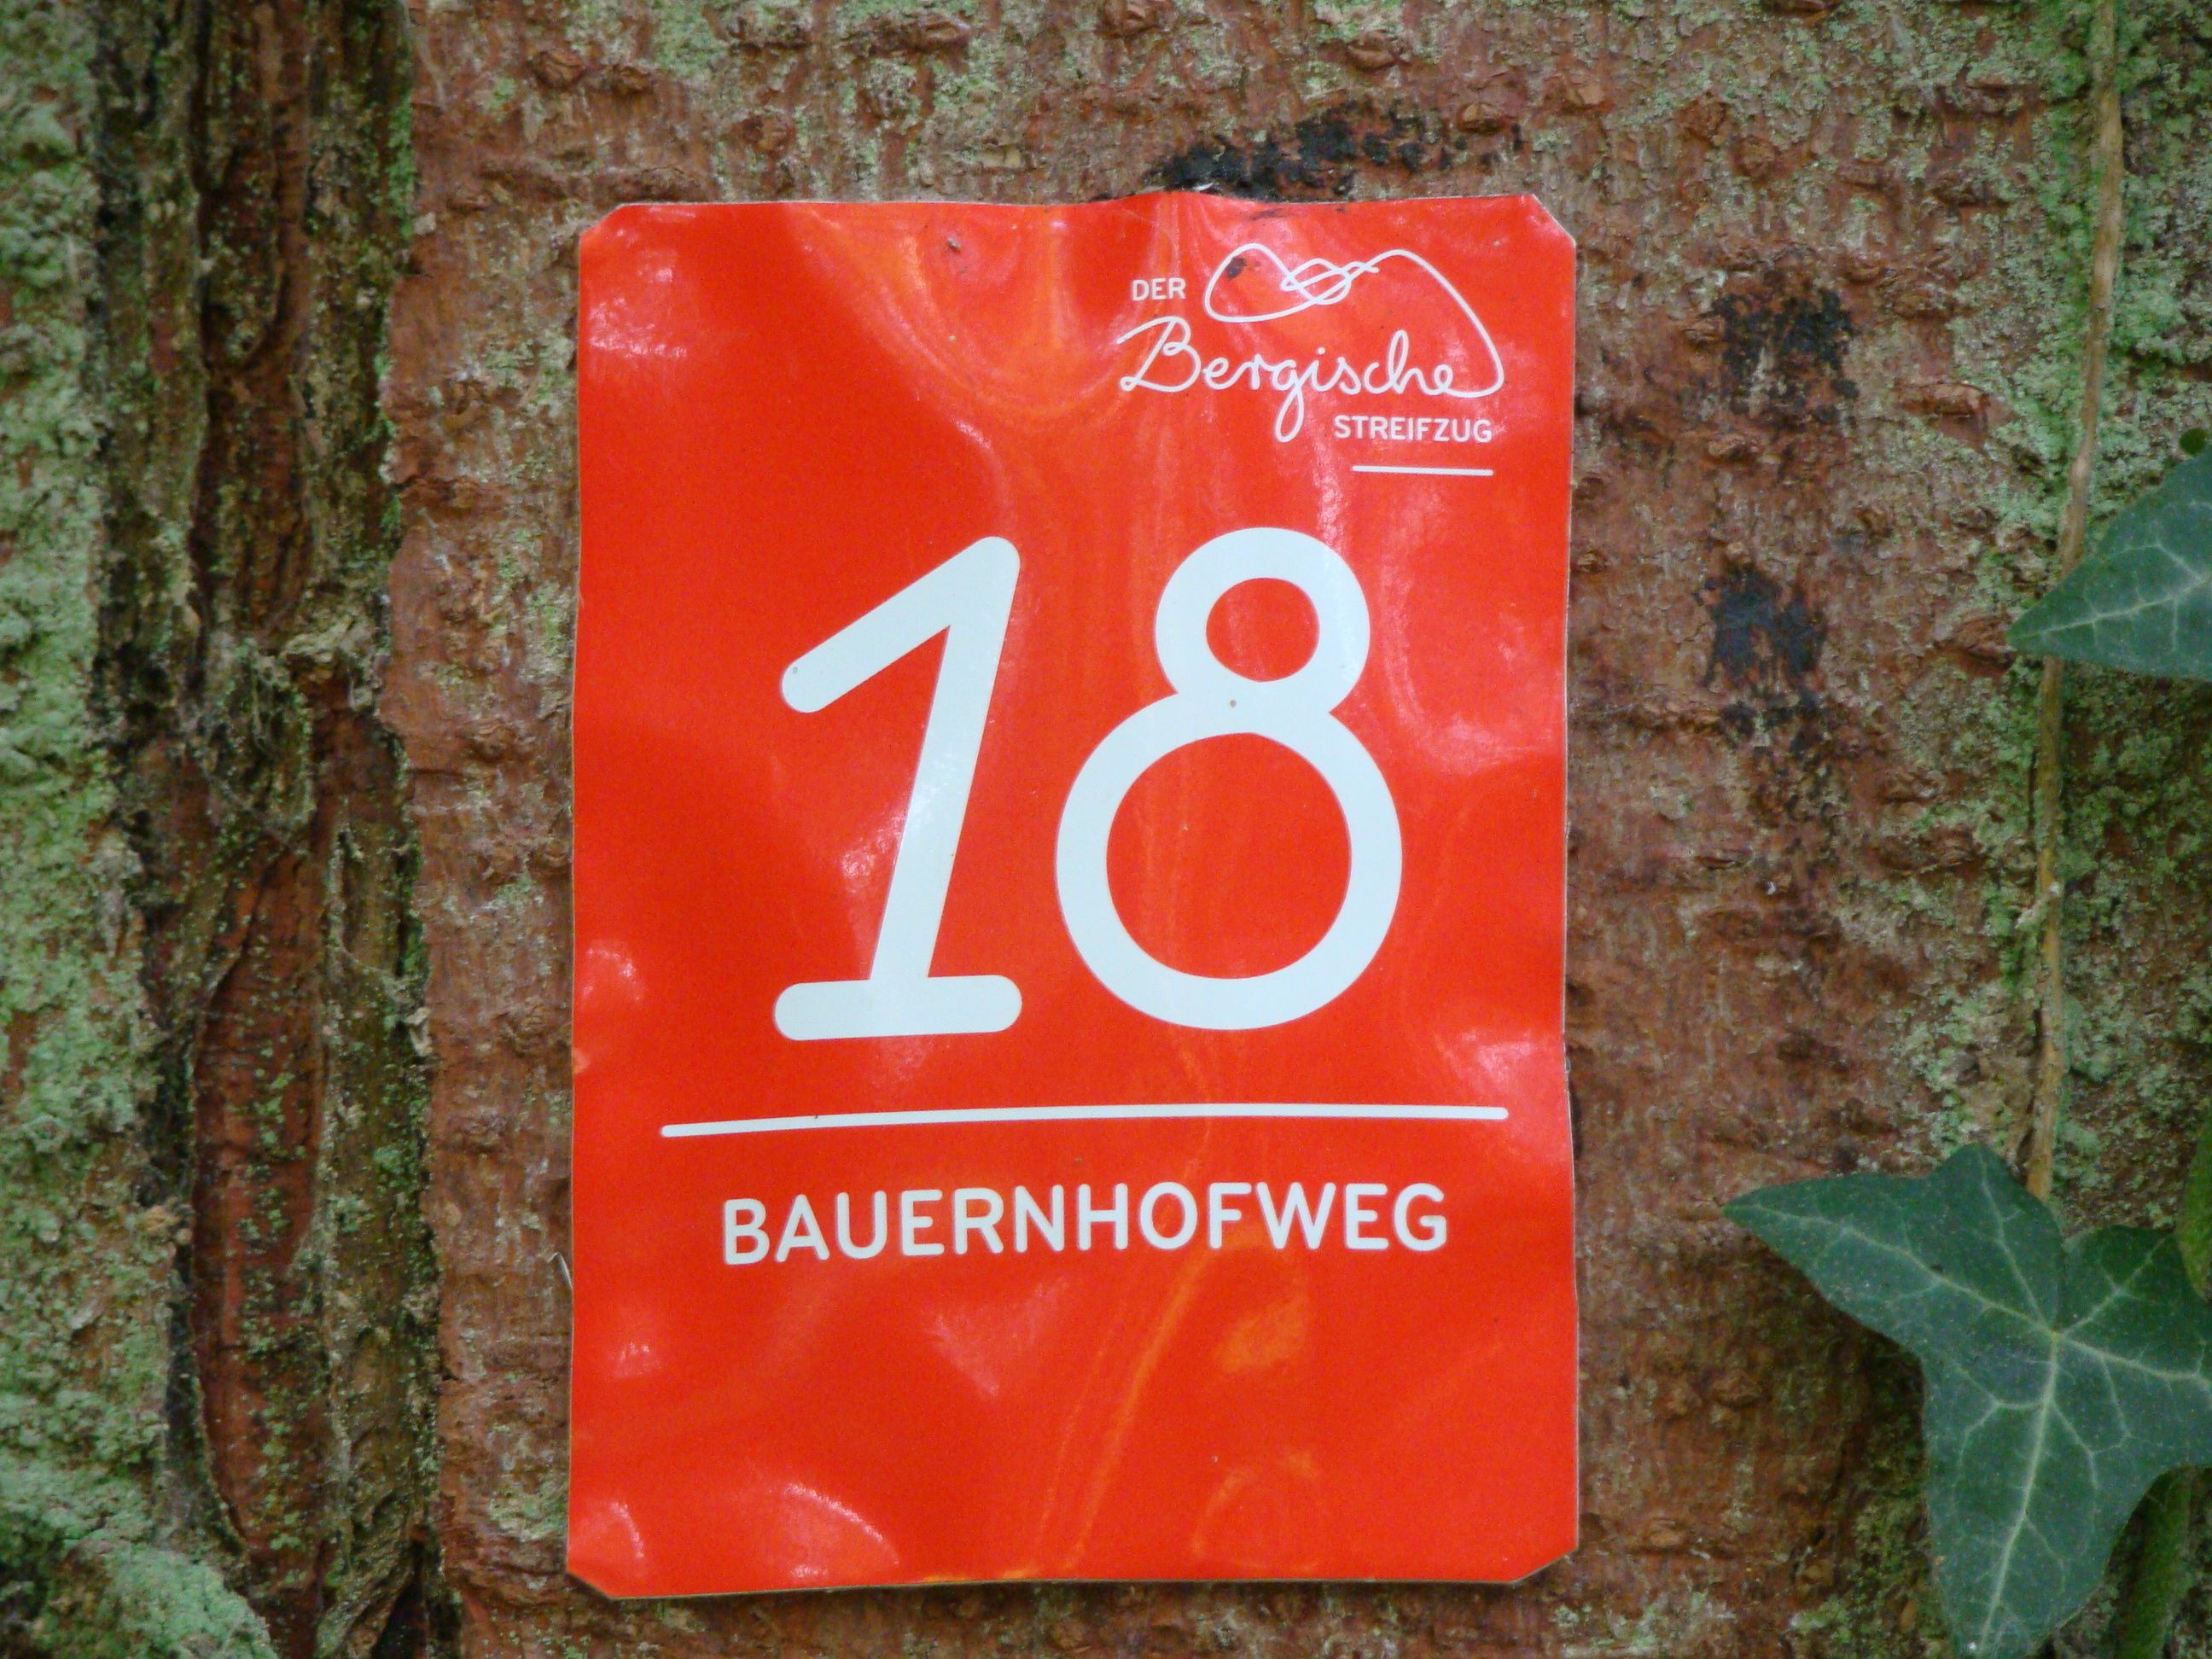 DER
Bergische
STREIFZUG
18
BAUERNHOFWEG